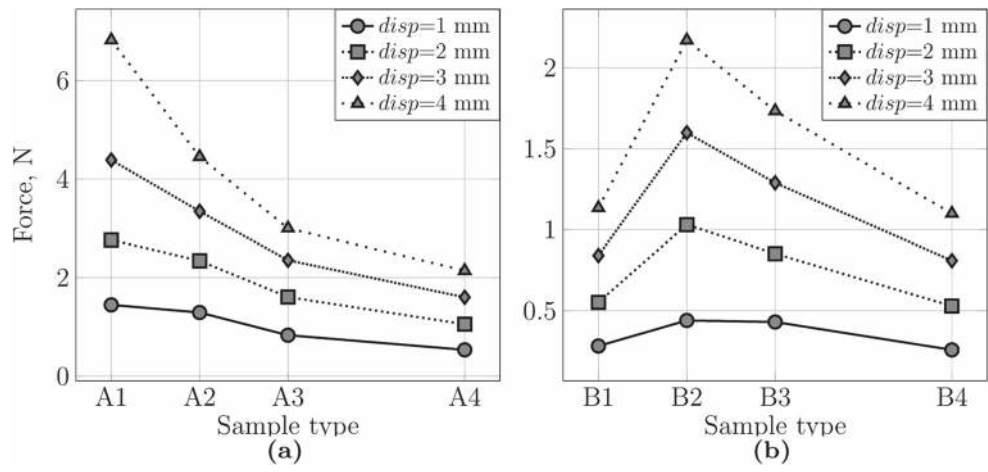 disp=1 mm
disp=2 mm
disp=3 mm
disp=4 mm
6
4
2
0
Force, N
A1 A2 A3 A4
Sample type
(a)
disp=1 mm
disp=2 mm
disp=3 mm
disp=4 mm
2
1.5
1
0.5
B1 B2 B3 B4
Sample type
(b)